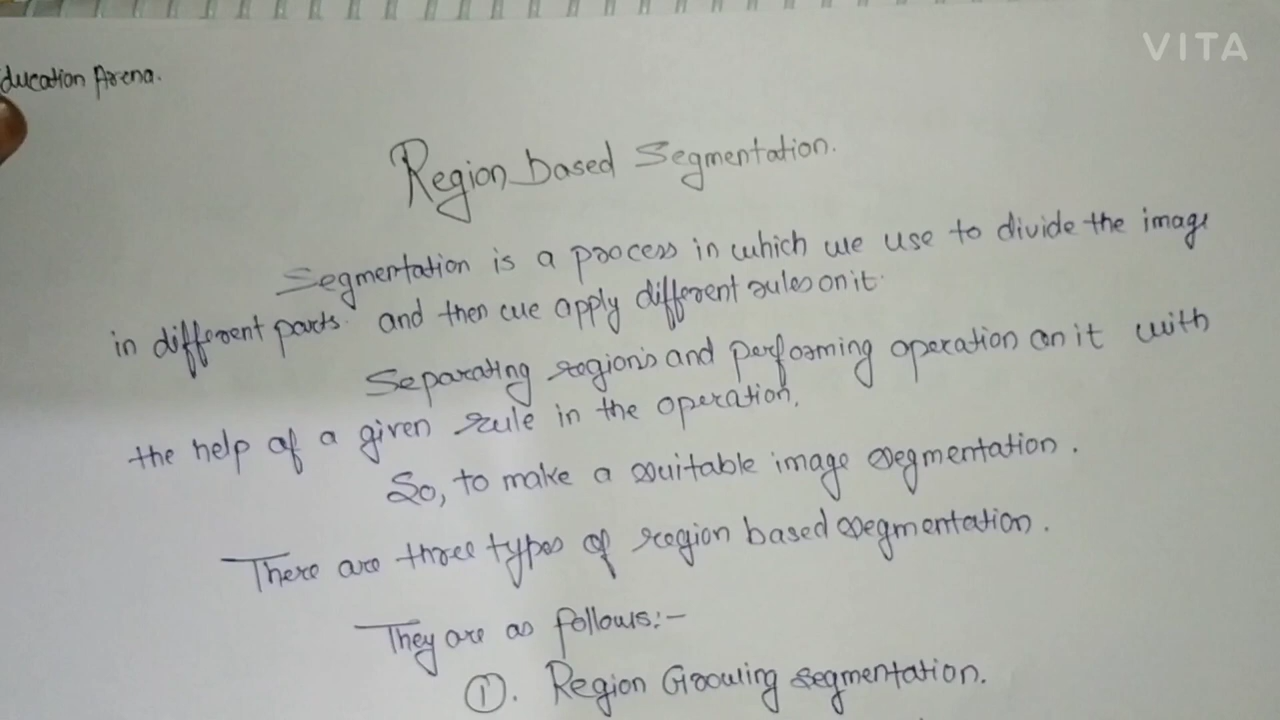 VITA
ducation Arena.
Region based Segmentation.
Segmentation is a process in which we use to divide the image
in different parts. and then we apply different rules on it.
Separating region's and performing operation on it with
the help of a given rule in the operation.
So, to make a suitable image segmentation.
There are three types of region based segmentation.
They are as follows:-
①. Region Growing segmentation.